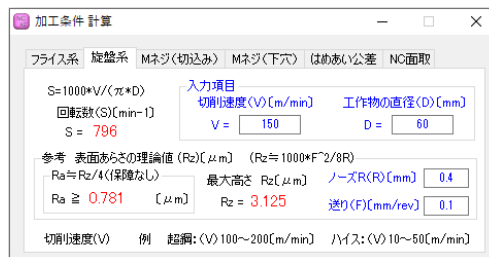 加工条件 計算
フライス系 旋盤系 Mネジ(切込み) Mネジ(下穴) はめあい公差 NC面取
S=1000*V/(π*D)
回転数(S)[min-1]
S = 796
入力項目
切削速度(V)[m/min] 工作物の直径(D)[mm]
V = 150 D = 60
参考 表面あらさの理論値(Rz)[μm] (Rz≒1000*F^2/8R)
Ra≒Rz/4(保障なし)
Ra ≧ 0.781 [μm]
最大高さ Rz[μm]
Rz = 3.125
ノーズR(R)[mm] 0.4
送り(F)[mm/rev] 0.1
切削速度(V) 例 超鋼:(V)100～200[m/min] ハイス:(V)10～50[m/min]